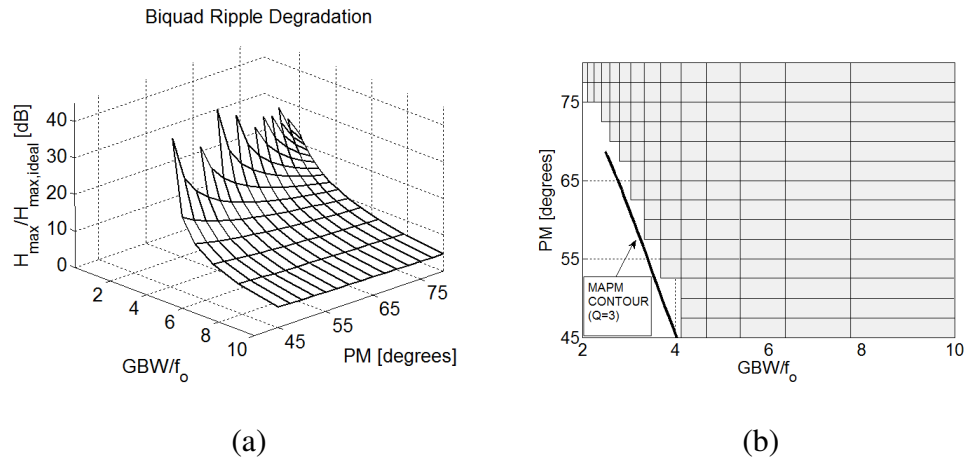 Biquad Ripple Degradation
H_max/H_max,ideal [dB]
40
30
20
10
0
2
4
6
8
10
GBW/f_o
45
55
65
75
PM [degrees]
(a)
PM [degrees]
75
65
55
45
MAPM
CONTOUR
(Q=3)
2
4
6
8
10
GBW/f_o
(b)